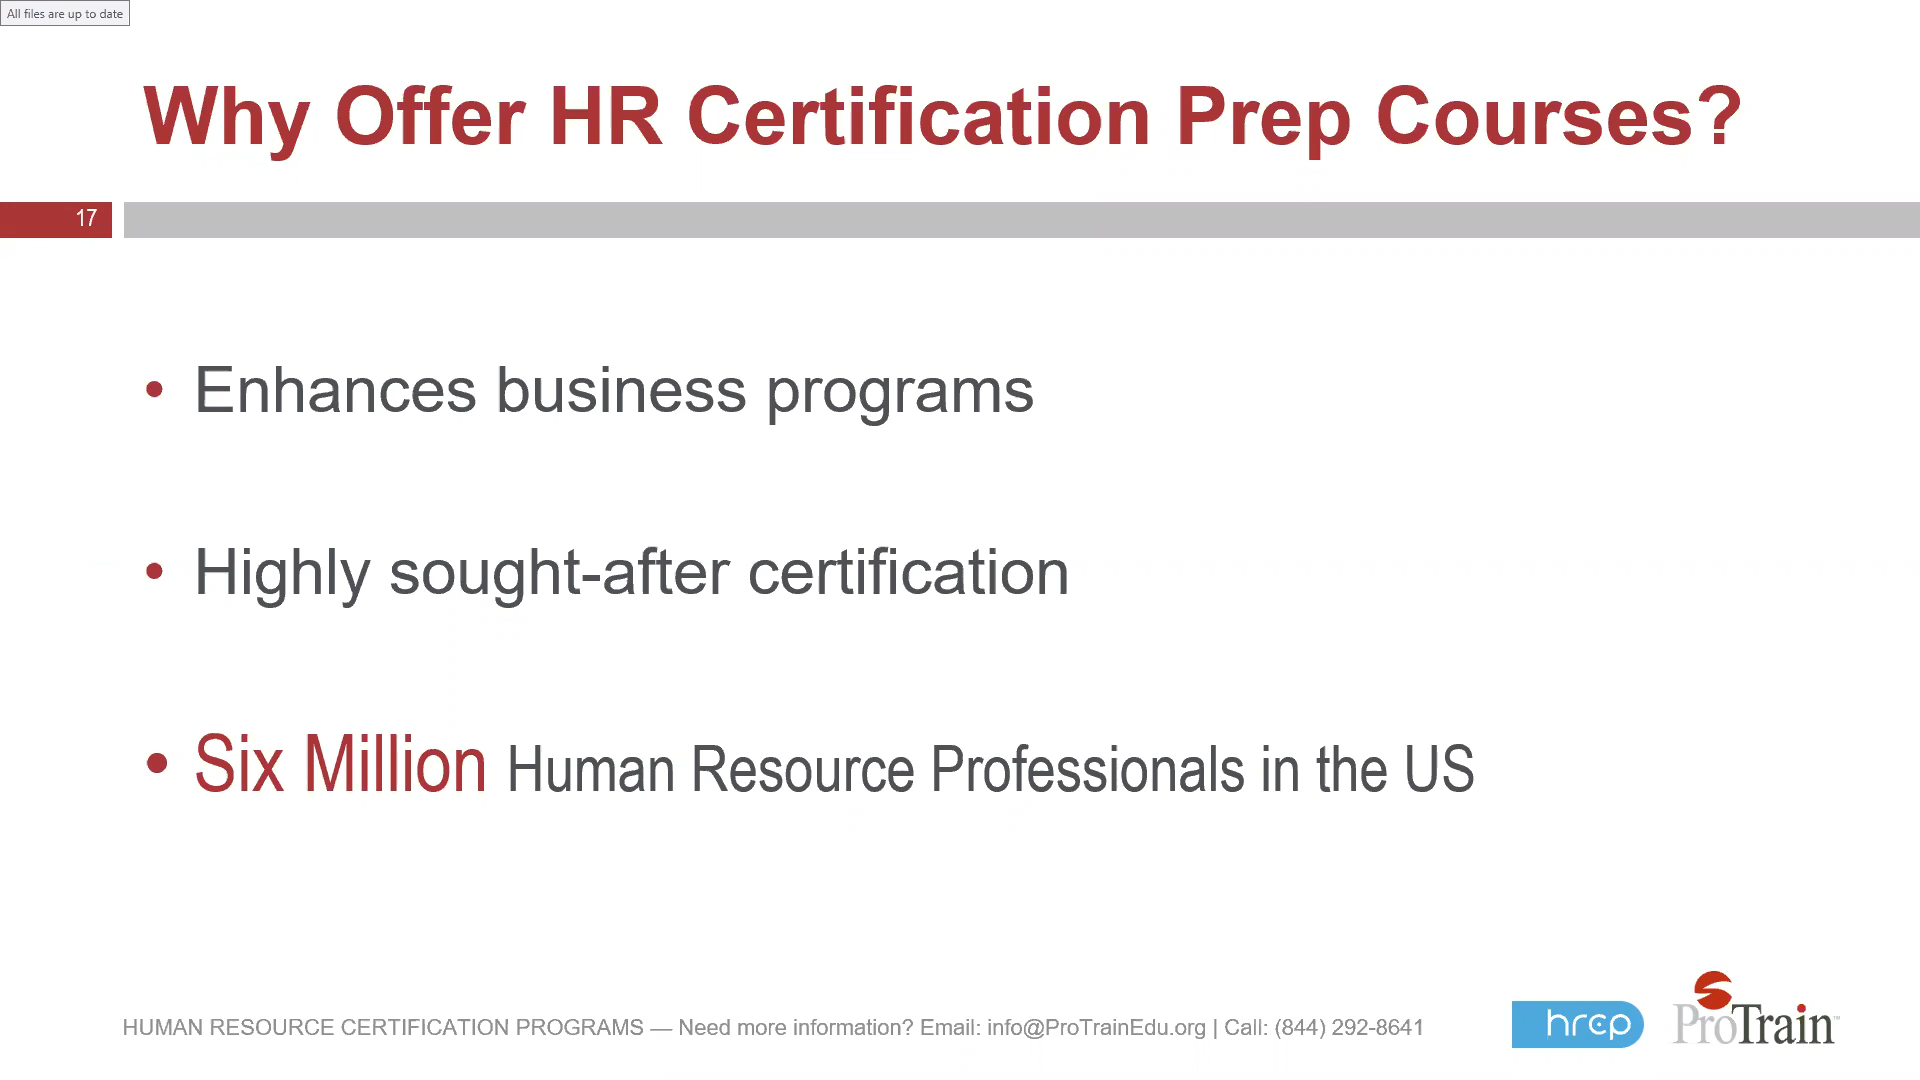 All files are up to date
Why Offer HR Certification Prep Courses?
17
• Enhances business programs
• Highly sought-after certification
• Six Million Human Resource Professionals in the US
HUMAN RESOURCE CERTIFICATION PROGRAMS — Need more information? Email: info@ProTrainEdu.org | Call: (844) 292-8641
hrcp
ProTrain™